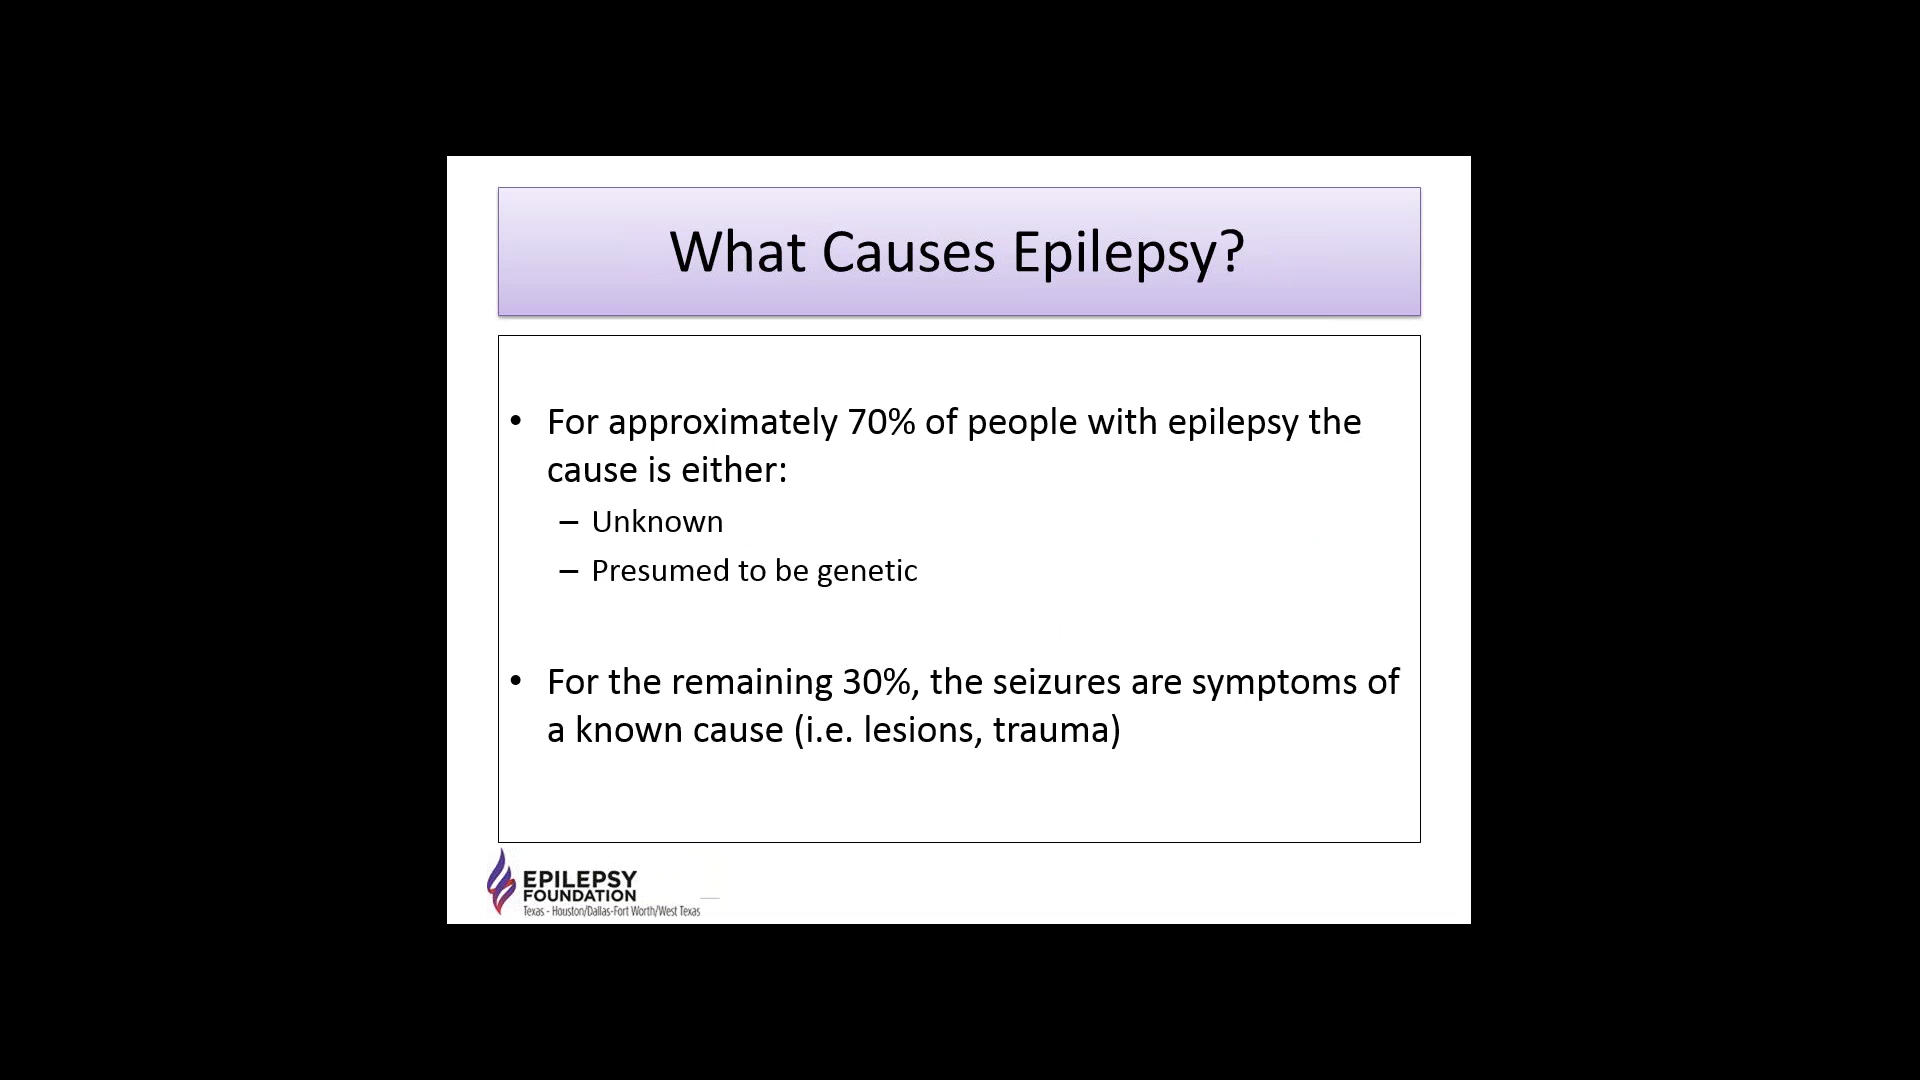 What Causes Epilepsy?
• For approximately 70% of people with epilepsy the
cause is either:
– Unknown
– Presumed to be genetic
• For the remaining 30%, the seizures are symptoms of
a known cause (i.e. lesions, trauma)
EPILEPSY
FOUNDATION
Texas - Houston/Dallas-Fort Worth/West Texas